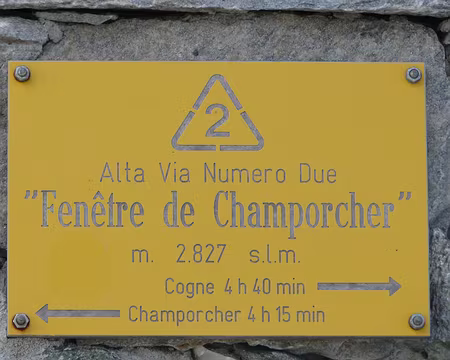 2
Alta Via Numero Due
"Fenêtre de Champorcher"
m. 2.827 s.l.m.
Cogne 4 h 40 min
Champorcher 4 h 15 min